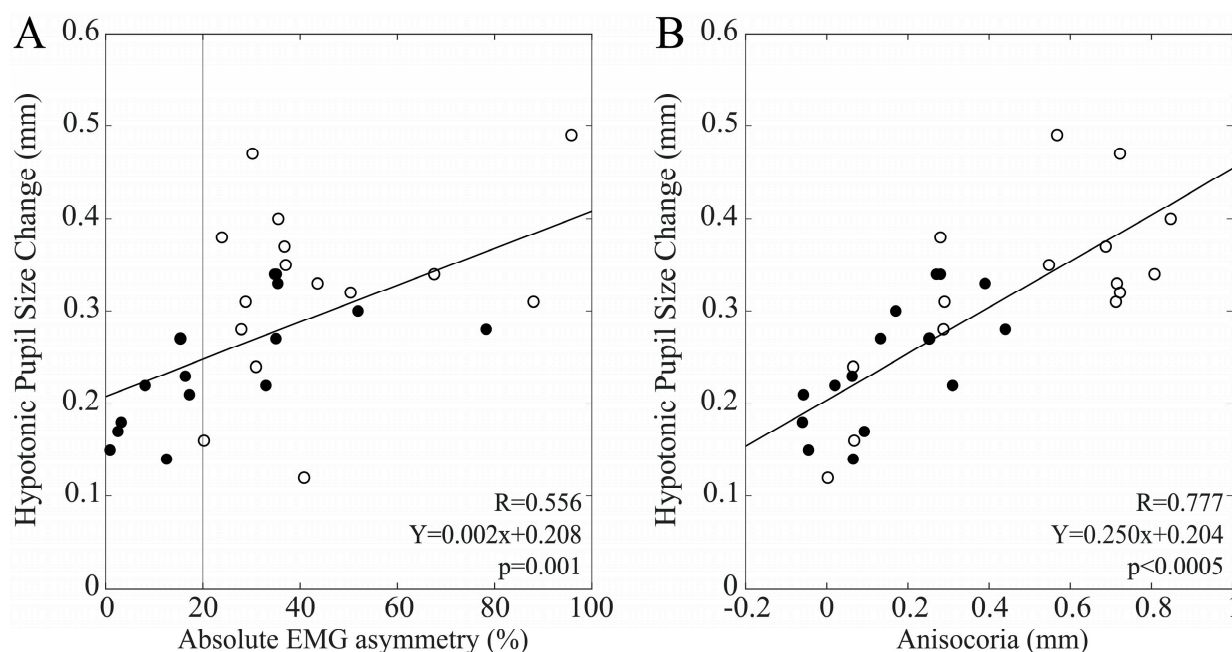 A
Hypotonic Pupil Size Change (mm)
0.6
0.5
0.4
0.3
0.2
0.1
0
R=0.556
Y=0.002x+0.208
p=0.001
0 20 40 60 80 100
Absolute EMG asymmetry (%)
B
Hypotonic Pupil Size Change (mm)
0.6
0.5
0.4
0.3
0.2
0.1
0
R=0.777
Y=0.250x+0.204
p<0.0005
-0.2 0 0.2 0.4 0.6 0.8 1
Anisocoria (mm)